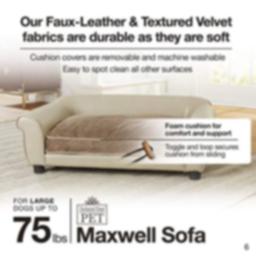 Our Faux-Leather & Textured Velvet
fabrics are durable as they are soft
Cushion covers are removable and machine washable
Easy to spot clean all other surfaces
Foam cushion for
comfort and support
Toggle and loop secures
cushion from sliding
FOR LARGE
DOGS UP TO
75 lbs
PET
Maxwell Sofa
6